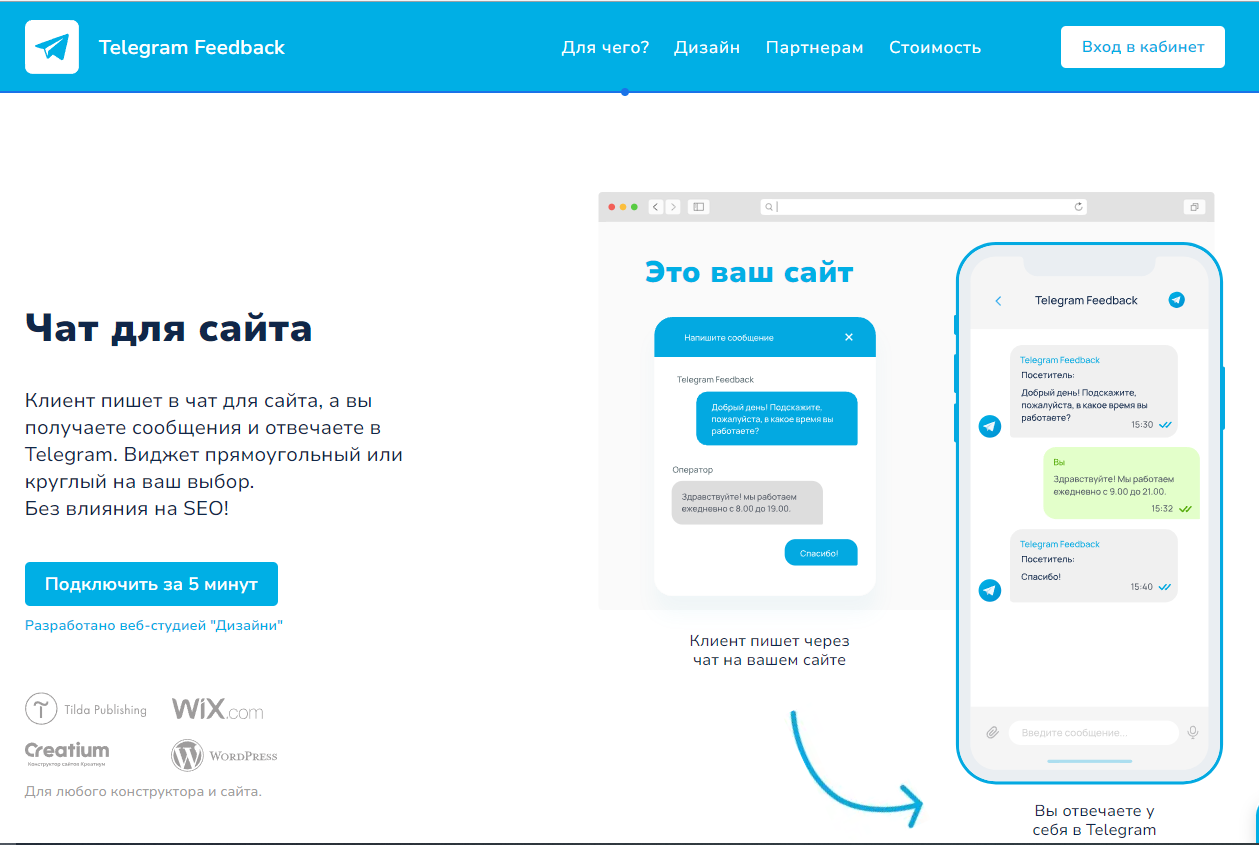 Telegram Feedback
Для чего?
Дизайн
Партнерам
Стоимость
Вход в кабинет
Чат для сайта
Клиент пишет в чат для сайта, а вы
получаете сообщения и отвечаете в
Telegram. Виджет прямоугольный или
круглый на ваш выбор.
Без влияния на SEO!
Подключить за 5 минут
Разработано веб-студией "Дизайни"
Tilda Publishing
WiX.com
Creatium
Конструктор сайтов Креатиум
WORDPRESS
Для любого конструктора и сайта.
Это ваш сайт
Напишите сообщение
Telegram Feedback
Добрый день! Подскажите,
пожалуйста, в какое время вы
работаете?
Оператор
Здравствуйте! мы работаем
ежедневно с 8.00 до 19.00.
Спасибо!
Клиент пишет через
чат на вашем сайте
Telegram Feedback
Telegram Feedback
Посетитель:
Добрый день! Подскажите,
пожалуйста, в какое время вы
работаете?
15:30
Вы
Здравствуйте! Мы работаем
ежедневно с 9.00 до 21.00.
15:32
Telegram Feedback
Посетитель:
Спасибо!
15:40
Введите сообщение...
Вы отвечаете у
себя в Telegram